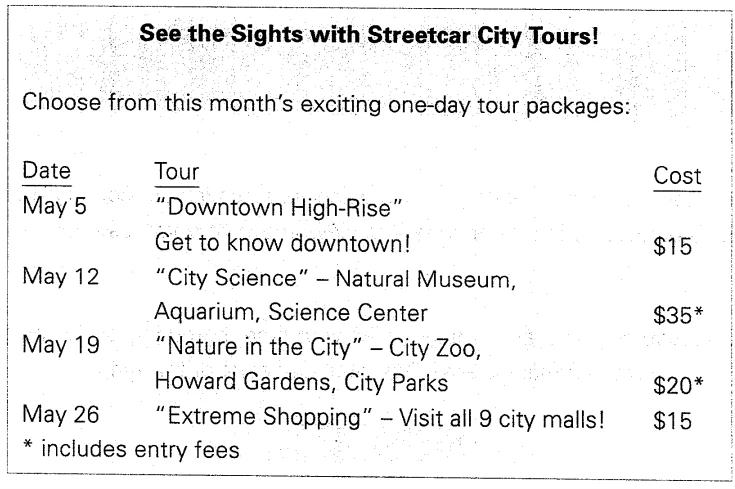 See the Sights with Streetcar City Tours!
Choose from this month's exciting one-day tour packages:
Date Tour Cost
May 5 "Downtown High-Rise"
Get to know downtown! $15
May 12 "City Science" – Natural Museum,
Aquarium, Science Center $35*
May 19 "Nature in the City" – City Zoo,
Howard Gardens, City Parks $20*
May 26 "Extreme Shopping" – Visit all 9 city malls! $15
* includes entry fees